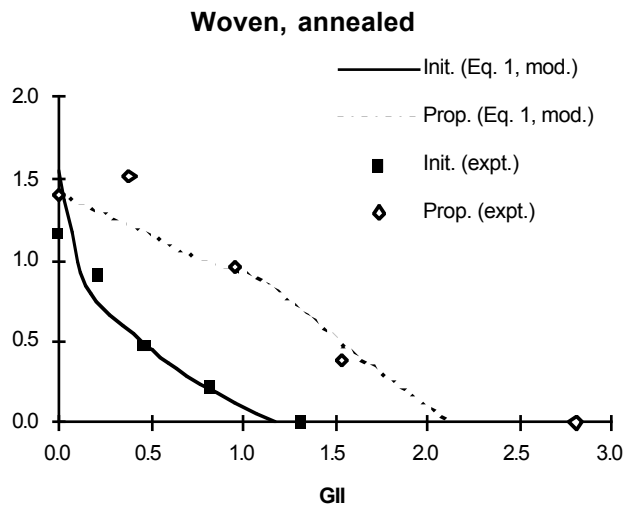 Woven, annealed
Init. (Eq. 1, mod.)
Prop. (Eq. 1, mod.)
Init. (expt.)
Prop. (expt.)
2.0
1.5
1.0
0.5
0.0
0.0 0.5 1.0 1.5 2.0 2.5 3.0
GII